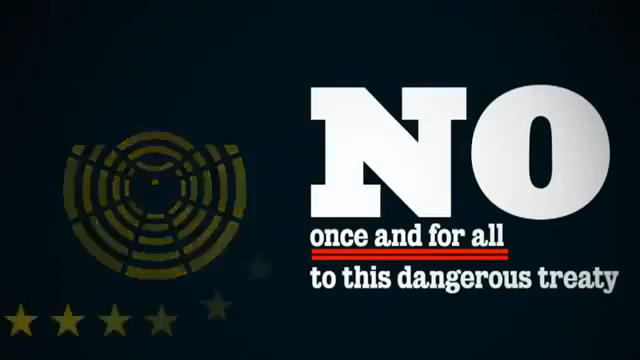 NO
once and for all
to this dangerous treaty